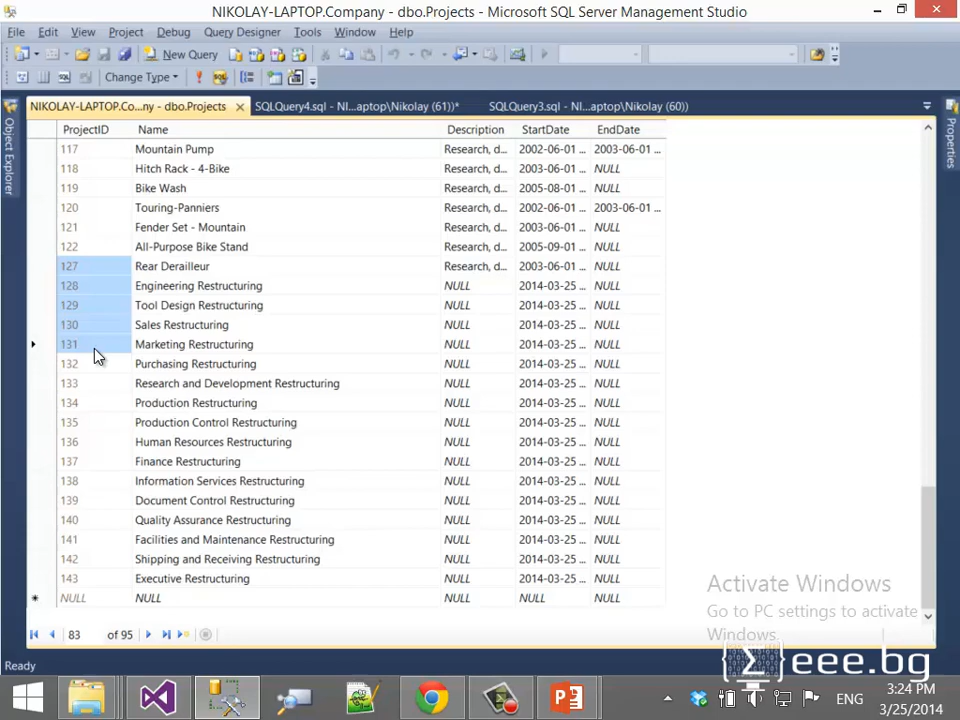 NIKOLAY-LAPTOP.Company - dbo.Projects - Microsoft SQL Server Management Studio
File Edit View Project Debug Query Designer Tools Window Help
New Query
Change Type
NIKOLAY-LAPTOP.Co...ny - dbo.Projects SQLQuery4.sql - NI...aptop\Nikolay (61))* SQLQuery3.sql - NI...aptop\Nikolay (60))
Object Explorer
Properties
ProjectID Name Description StartDate EndDate
117 Mountain Pump Research, d... 2002-06-01 ... 2003-06-01 ...
118 Hitch Rack - 4-Bike Research, d... 2003-06-01 ... NULL
119 Bike Wash Research, d... 2005-08-01 ... NULL
120 Touring-Panniers Research, d... 2002-06-01 ... 2003-06-01 ...
121 Fender Set - Mountain Research, d... 2003-06-01 ... NULL
122 All-Purpose Bike Stand Research, d... 2005-09-01 ... NULL
127 Rear Derailleur Research, d... 2003-06-01 ... NULL
128 Engineering Restructuring NULL 2014-03-25 ... NULL
129 Tool Design Restructuring NULL 2014-03-25 ... NULL
130 Sales Restructuring NULL 2014-03-25 ... NULL
131 Marketing Restructuring NULL 2014-03-25 ... NULL
132 Purchasing Restructuring NULL 2014-03-25 ... NULL
133 Research and Development Restructuring NULL 2014-03-25 ... NULL
134 Production Restructuring NULL 2014-03-25 ... NULL
135 Production Control Restructuring NULL 2014-03-25 ... NULL
136 Human Resources Restructuring NULL 2014-03-25 ... NULL
137 Finance Restructuring NULL 2014-03-25 ... NULL
138 Information Services Restructuring NULL 2014-03-25 ... NULL
139 Document Control Restructuring NULL 2014-03-25 ... NULL
140 Quality Assurance Restructuring NULL 2014-03-25 ... NULL
141 Facilities and Maintenance Restructuring NULL 2014-03-25 ... NULL
142 Shipping and Receiving Restructuring NULL 2014-03-25 ... NULL
143 Executive Restructuring NULL 2014-03-25 ... NULL
NULL NULL NULL NULL NULL
Activate Windows
Go to PC settings to activate
Windows.
83 of 95
Ready
{Σ}eee.bg
ENG
3:24 PM
3/25/2014